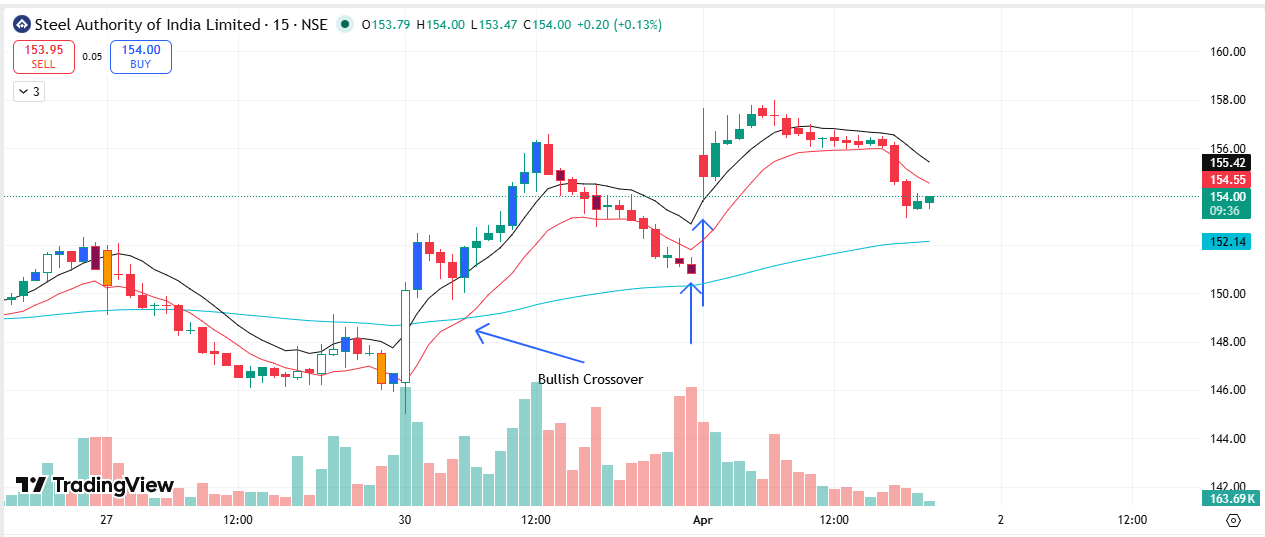 Steel Authority of India Limited · 15 · NSE O153.79 H154.00 L153.47 C154.00 +0.20 (+0.13%)
153.95 SELL
0.05
154.00 BUY
3
160.00
158.00
156.00
155.42
154.55
154.00
09:36
152.14
150.00
148.00
146.00
144.00
142.00
163.69K
Bullish Crossover
TradingView
27 12:00 30 12:00 Apr 12:00 2 12:00